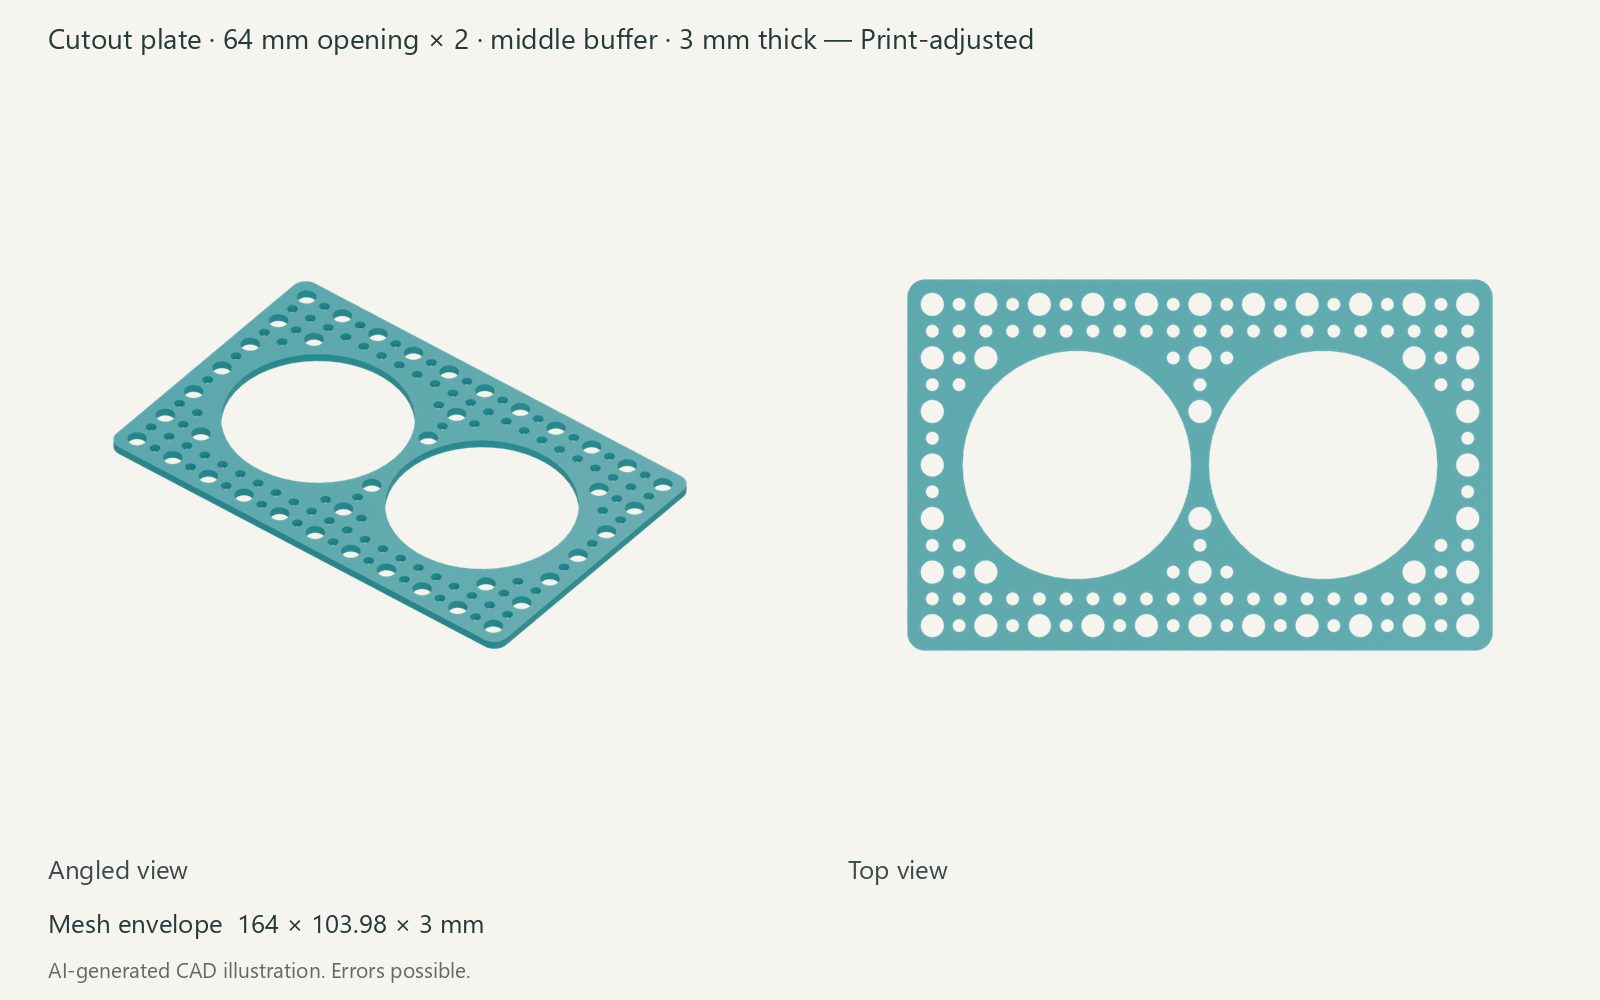 Cutout plate · 64 mm opening × 2 · middle buffer · 3 mm thick — Print-adjusted
Angled view
Top view
Mesh envelope 164 × 103.98 × 3 mm
AI-generated CAD illustration. Errors possible.